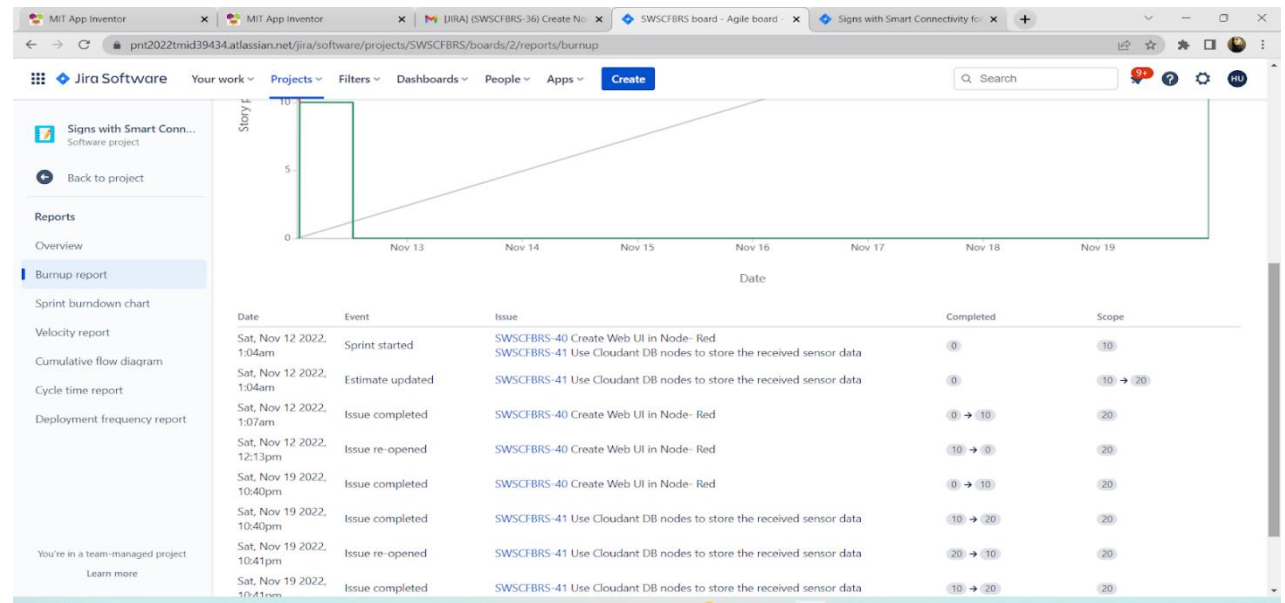 MIT App Inventor
MIT App Inventor
[JIRA] (SWSCFBRS-36) Create No
SWSCFBRS board - Agile board -
Signs with Smart Connectivity fo
pnt2022tmid39434.atlassian.net/jira/software/projects/SWSCFBRS/boards/2/reports/burnup
Jira Software Your work Projects Filters Dashboards People Apps Create Search 9+ HU
Signs with Smart Conn...
Software project
Back to project
Reports
Overview
Burnup report
Sprint burndown chart
Velocity report
Cumulative flow diagram
Cycle time report
Deployment frequency report
You're in a team-managed project
Learn more
Story p
10
5
0
Nov 13 Nov 14 Nov 15 Nov 16 Nov 17 Nov 18 Nov 19
Date
Date Event Issue Completed Scope
Sat, Nov 12 2022, 1:04am Sprint started SWSCFBRS-40 Create Web UI in Node- Red 0 10
SWSCFBRS-41 Use Cloudant DB nodes to store the received sensor data
Sat, Nov 12 2022, 1:04am Estimate updated SWSCFBRS-41 Use Cloudant DB nodes to store the received sensor data 0 10 → 20
Sat, Nov 12 2022, 1:07am Issue completed SWSCFBRS-40 Create Web UI in Node- Red 0 → 10 20
Sat, Nov 12 2022, 12:13pm Issue re-opened SWSCFBRS-40 Create Web UI in Node- Red 10 → 0 20
Sat, Nov 19 2022, 10:40pm Issue completed SWSCFBRS-40 Create Web UI in Node- Red 0 → 10 20
Sat, Nov 19 2022, 10:40pm Issue completed SWSCFBRS-41 Use Cloudant DB nodes to store the received sensor data 10 → 20 20
Sat, Nov 19 2022, 10:41pm Issue re-opened SWSCFBRS-41 Use Cloudant DB nodes to store the received sensor data 20 → 10 20
Sat, Nov 19 2022, 10:41pm Issue completed SWSCFBRS-41 Use Cloudant DB nodes to store the received sensor data 10 → 20 20